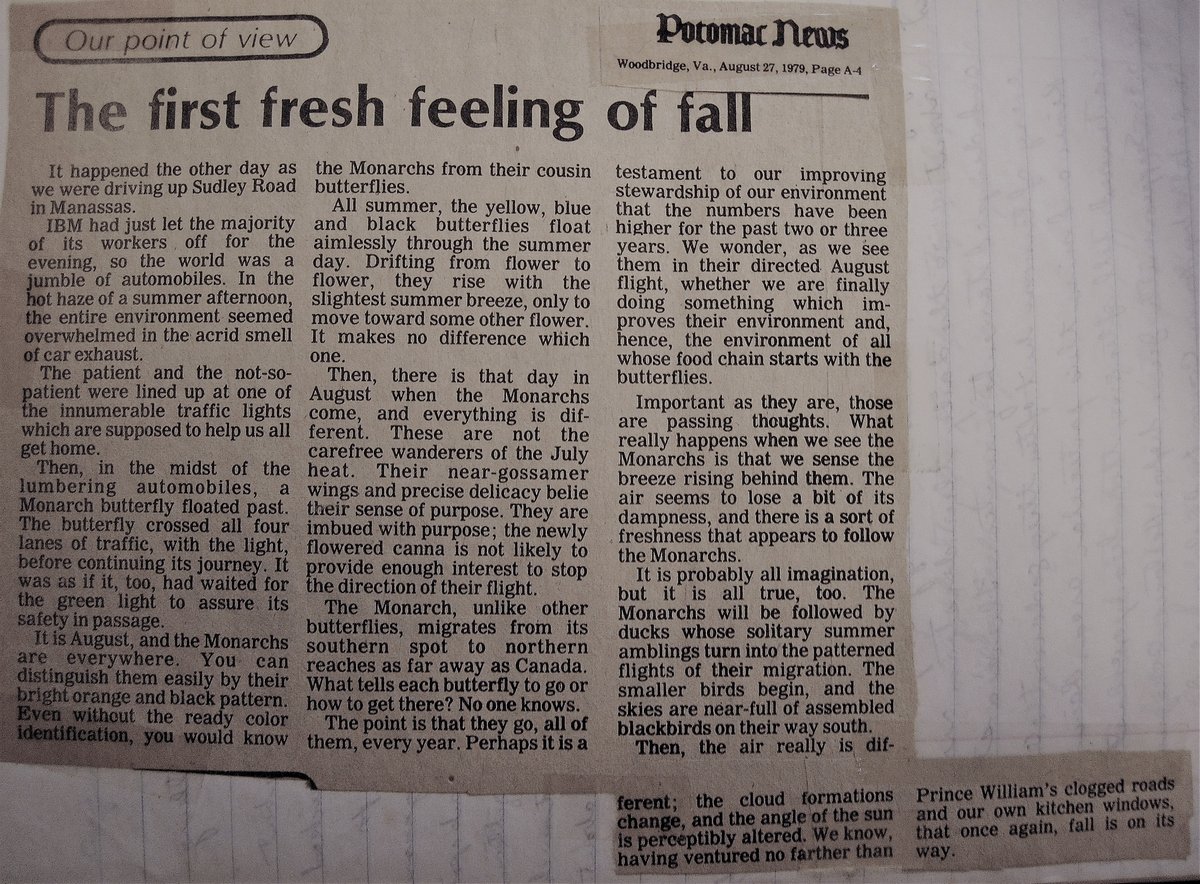 Our point of view
Potomac News
Woodbridge, Va., August 27, 1979, Page A-4
The first fresh feeling of fall
It happened the other day as
we were driving up Sudley Road
in Manassas.
IBM had just let the majority
of its workers off for the
evening, so the world was a
jumble of automobiles. In the
hot haze of a summer afternoon,
the entire environment seemed
overwhelmed in the acrid smell
of car exhaust.
The patient and the not-so-
patient were lined up at one of
the innumerable traffic lights
which are supposed to help us all
get home.
Then, in the midst of the
lumbering automobiles, a
Monarch butterfly floated past.
The butterfly crossed all four
lanes of traffic, with the light,
before continuing its journey. It
was as if it, too, had waited for
the green light to assure its
safety in passage.
It is August, and the Monarchs
are everywhere. You can
distinguish them easily by their
bright orange and black pattern.
Even without the ready color
identification, you would know
the Monarchs from their cousin
butterflies.
All summer, the yellow, blue
and black butterflies float
aimlessly through the summer
day. Drifting from flower to
flower, they rise with the
slightest summer breeze, only to
move toward some other flower.
It makes no difference which
one.
Then, there is that day in
August when the Monarchs
come, and everything is dif-
ferent. These are not the
carefree wanderers of the July
heat. Their near-gossamer
wings and precise delicacy belie
their sense of purpose. They are
imbued with purpose; the newly
flowered canna is not likely to
provide enough interest to stop
the direction of their flight.
The Monarch, unlike other
butterflies, migrates from its
southern spot to northern
reaches as far away as Canada.
What tells each butterfly to go or
how to get there? No one knows.
The point is that they go, all of
them, every year. Perhaps it is a
testament to our improving
stewardship of our environment
that the numbers have been
higher for the past two or three
years. We wonder, as we see
them in their directed August
flight, whether we are finally
doing something which im-
proves their environment and,
hence, the environment of all
whose food chain starts with the
butterflies.
Important as they are, those
are passing thoughts. What
really happens when we see the
Monarchs is that we sense the
breeze rising behind them. The
air seems to lose a bit of its
dampness, and there is a sort of
freshness that appears to follow
the Monarchs.
It is probably all imagination,
but it is all true, too. The
Monarchs will be followed by
ducks whose solitary summer
amblings turn into the patterned
flights of their migration. The
smaller birds begin, and the
skies are near-full of assembled
blackbirds on their way south.
Then, the air really is dif-
ferent; the cloud formations
change, and the angle of the sun
is perceptibly altered. We know,
having ventured no farther than
Prince William's clogged roads
and our own kitchen windows,
that once again, fall is on its
way.